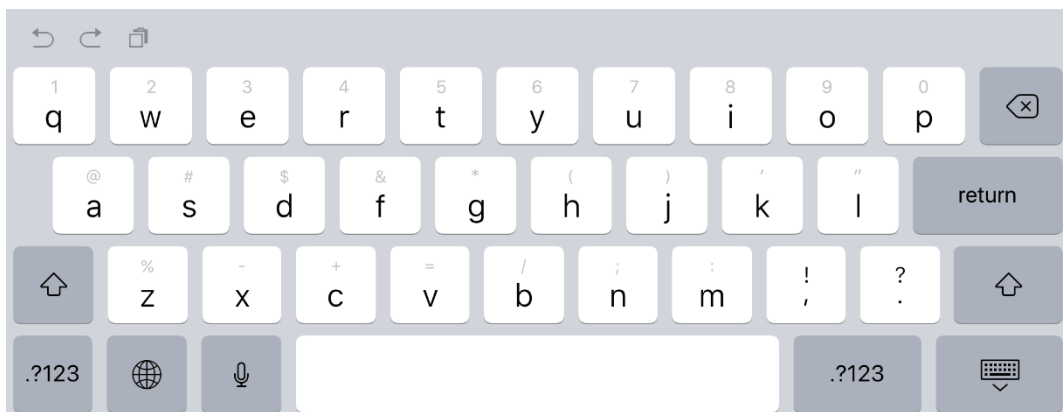 1 2 3 4 5 6 7 8 9 0
q w e r t y u i o p
@ # $ & * ( ) ' "
a s d f g h j k l return
% - + = / ; : ! ?
z x c v b n m , .
.?123 .?123